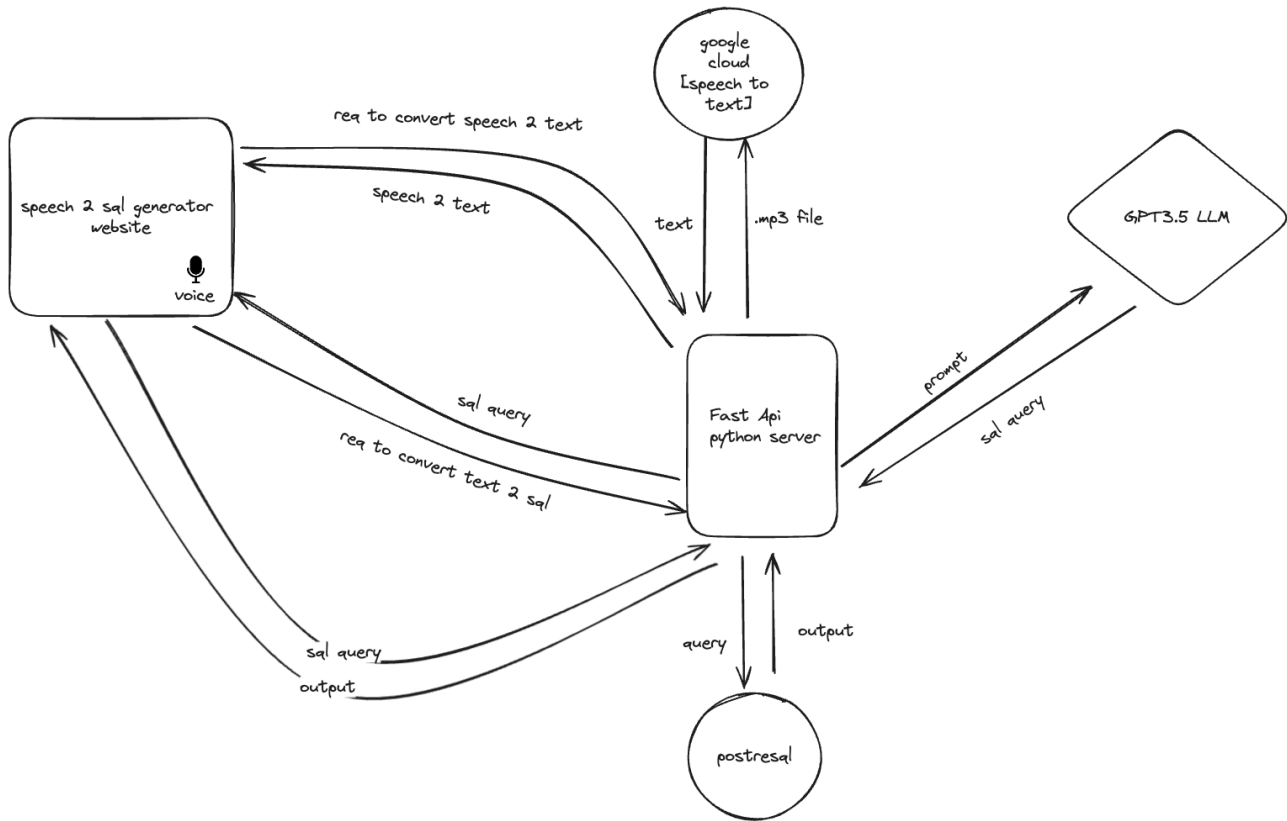 google
cloud
[speech to
text]
req to convert speech 2 text
speech 2 text
speech 2 sql generator
website
voice
text
.mp3 file
GPT3.5 LLM
prompt
sql query
sql query
req to convert text 2 sql
Fast Api
python server
sql query
output
query
output
postresql